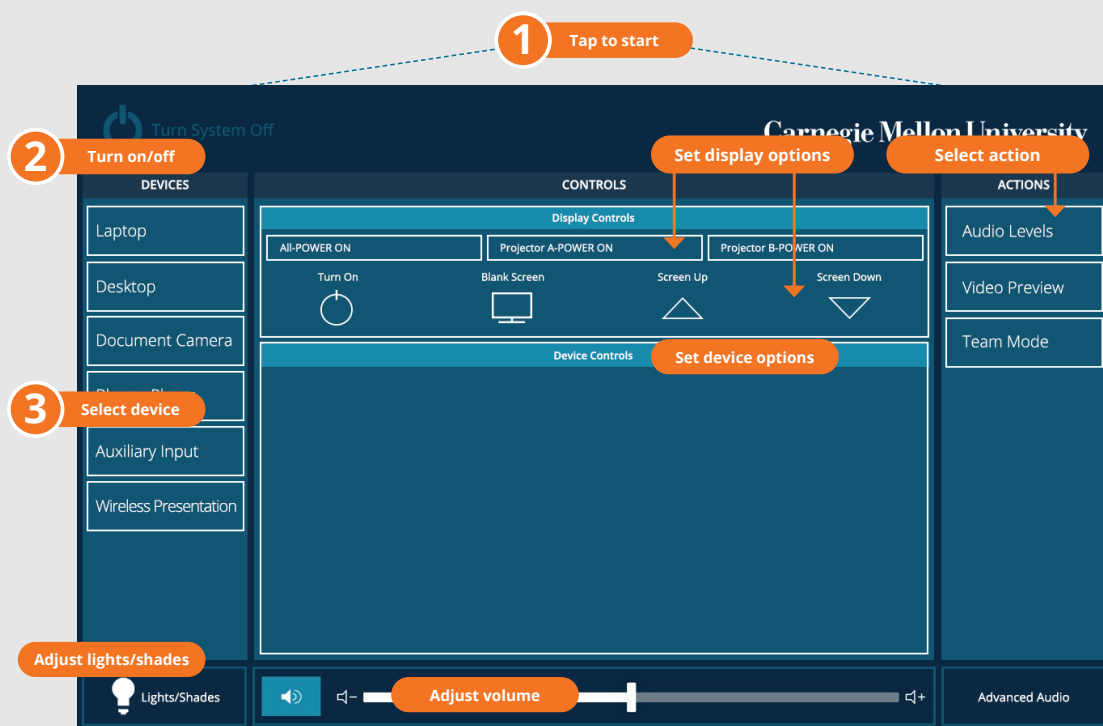 1 Tap to start
Turn System Off
Carnegie Mellon University
2 Turn on/off
Set display options
Select action
DEVICES
CONTROLS
ACTIONS
Laptop
Desktop
Document Camera
3 Select device
Auxiliary Input
Wireless Presentation
Display Controls
All-POWER ON
Projector A-POWER ON
Projector B-POWER ON
Turn On
Blank Screen
Screen Up
Screen Down
Device Controls
Set device options
Audio Levels
Video Preview
Team Mode
Adjust lights/shades
Lights/Shades
Adjust volume
Advanced Audio